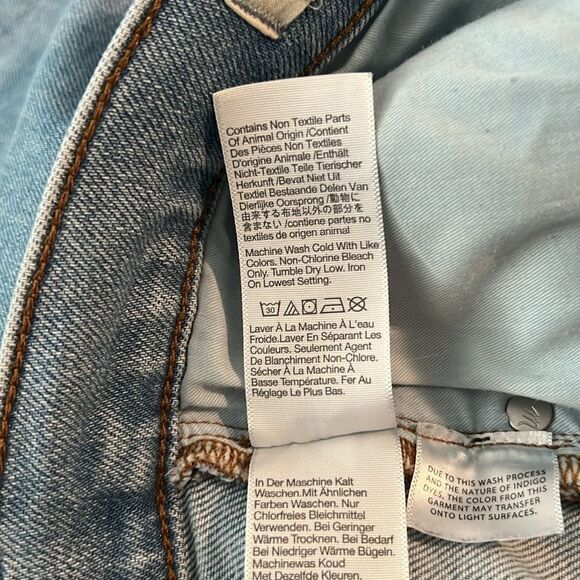 Contains Non Textile Parts
Of Animal Origin /Contient
Des Pièces Non Textiles
D'origine Animale /Enthält
Nicht-Textile Teile Tierischer
Herkunft /Bevat Niet Uit
Textiel Bestaande Delen Van
Dierlijke Oorsprang /動物に
由来する布地以外の部分を
含まない /contiene partes no
textiles de origen animal
Machine Wash Cold With Like
Colors. Non-Chlorine Bleach
Only. Tumble Dry Low. Iron
On Lowest Setting.
30
Laver À La Machine À L'eau
Froide.Laver En Séparant Les
Couleurs. Seulement Agent
De Blanchiment Non-Chlore.
Sécher À La Machine À
Basse Température. Fer Au
Réglage Le Plus Bas.
In Der Maschine Kalt
Waschen.Mit Ähnlichen
Farben Waschen. Nur
Chlorfreies Bleichmittel
Verwenden. Bei Geringer
Wärme Trocknen. Bei Bedarf
Bei Niedriger Wärme Bügeln.
Machinewas Koud
Met Dezelfde Kleuren.
DUE TO THIS WASH PROCESS
AND THE NATURE OF INDIGO
DYES, THE COLOR FROM THIS
GARMENT MAY TRANSFER
ONTO LIGHT SURFACES.